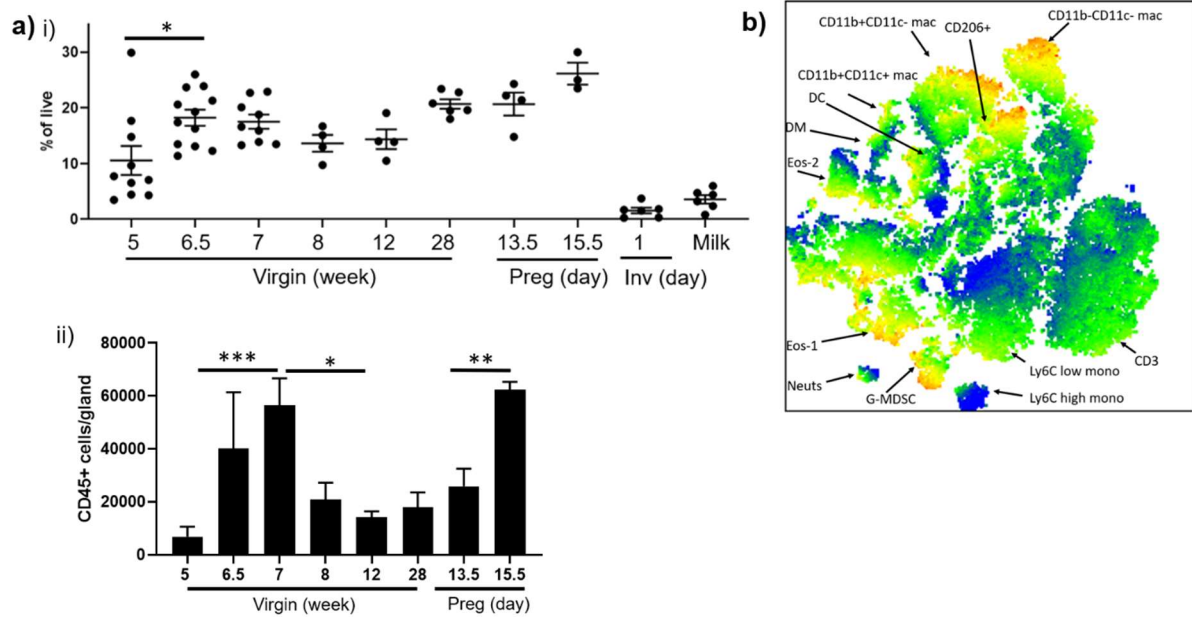 a) i)
*
30
20
10
0
% of live
5 6.5 7 8 12 28 13.5 15.5 1 Milk
Virgin (week) Preg (day) Inv (day)
ii)
80000
60000
40000
20000
0
CD45+ cells/gland
*** * **
5 6.5 7 8 12 28 13.5 15.5
Virgin (week) Preg (day)
b)
CD11b+CD11c- mac
CD206+
CD11b-CD11c- mac
CD11b+CD11c+ mac
DC
DM
Eos-2
Eos-1
Neuts
G-MDSC
Ly6C low mono
CD3
Ly6C high mono